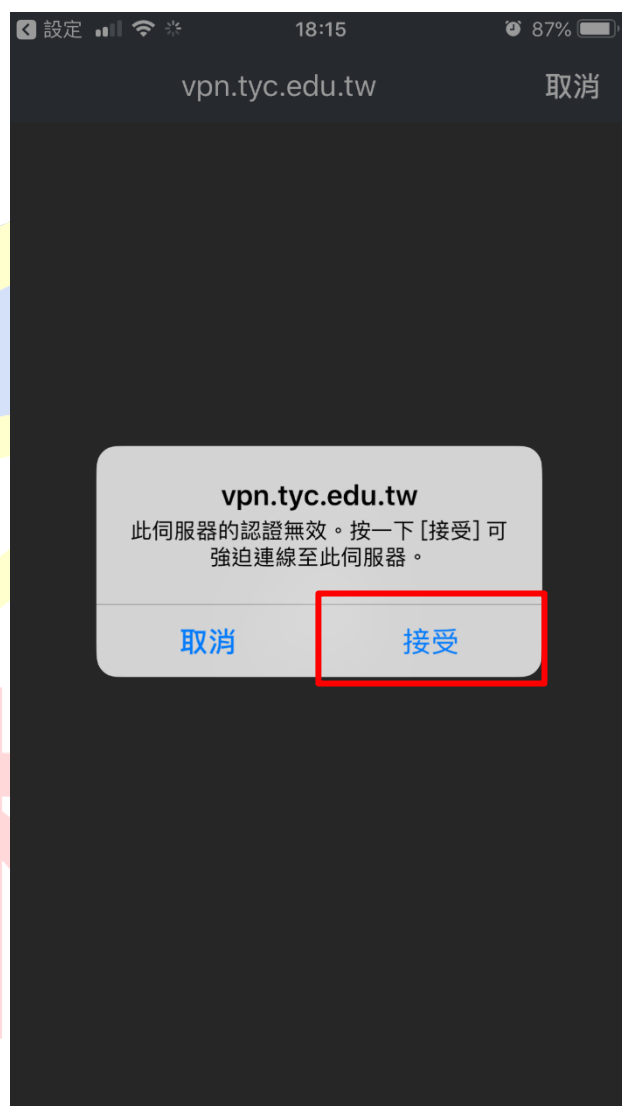 設定 18:15 87%
vpn.tyc.edu.tw 取消
vpn.tyc.edu.tw
此伺服器的認證無效。按一下 [接受] 可
強迫連線至此伺服器。
取消 接受